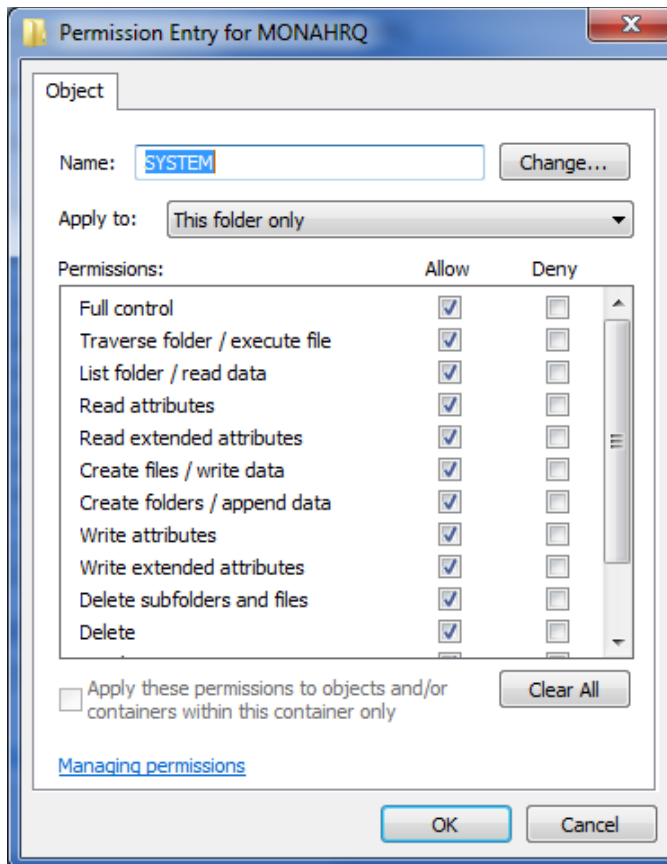 Permission Entry for MONAHRQ
Object
Name: SYSTEM Change...
Apply to: This folder only
Permissions: Allow Deny
Full control
Traverse folder / execute file
List folder / read data
Read attributes
Read extended attributes
Create files / write data
Create folders / append data
Write attributes
Write extended attributes
Delete subfolders and files
Delete
Apply these permissions to objects and/or
containers within this container only
Clear All
Managing permissions
OK Cancel